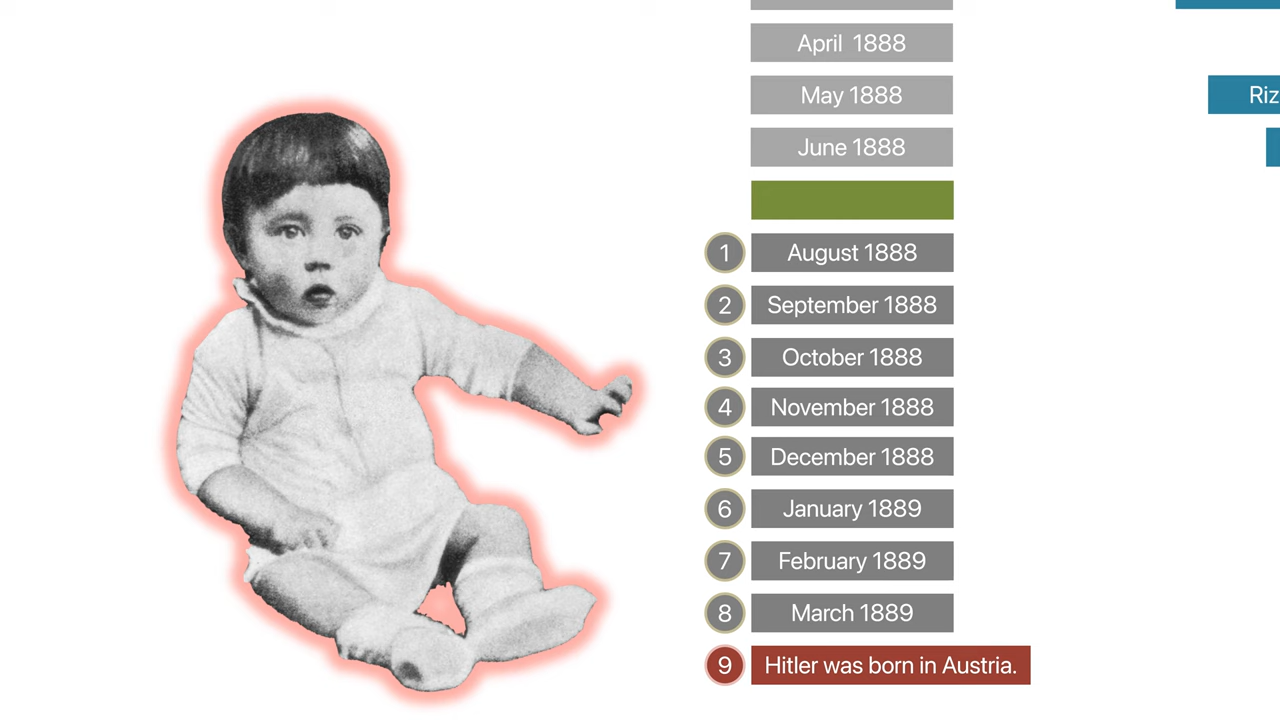 April 1888
May 1888
Riz
June 1888
1 August 1888
2 September 1888
3 October 1888
4 November 1888
5 December 1888
6 January 1889
7 February 1889
8 March 1889
9 Hitler was born in Austria.